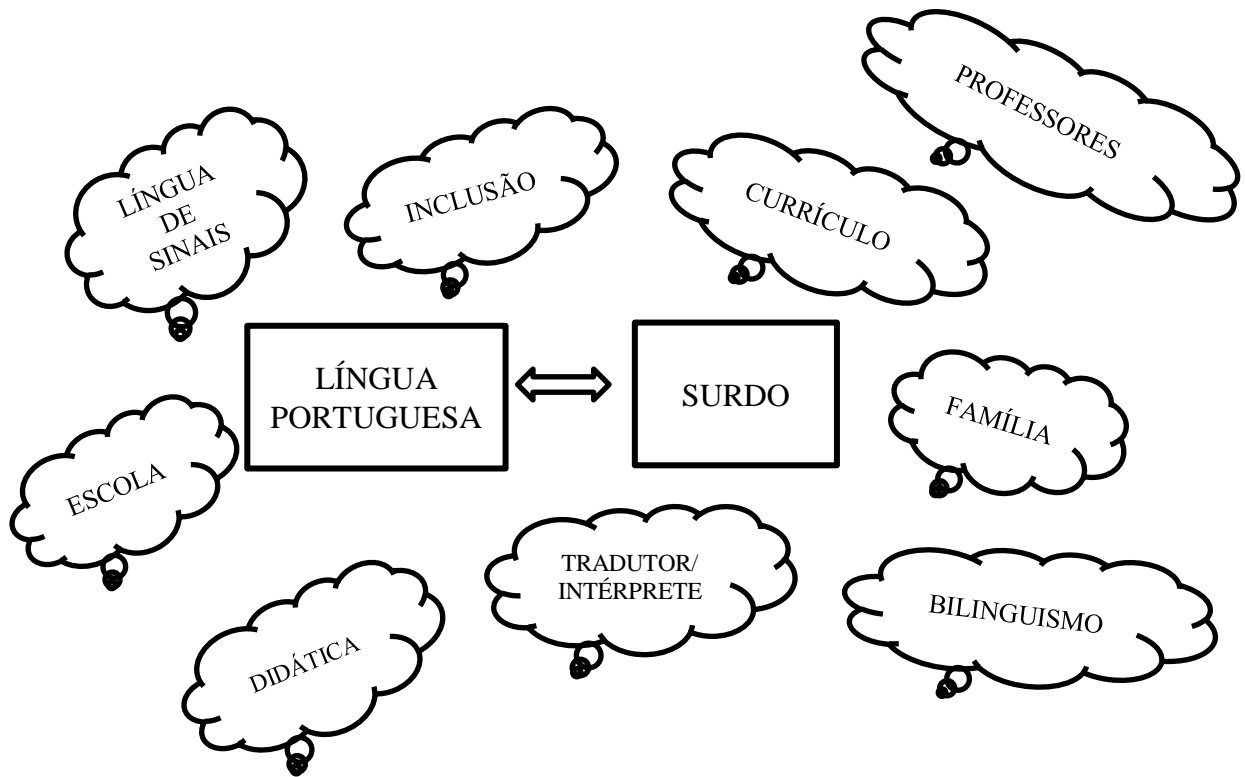 PROFESSORES
LÍNGUA
DE
SINAIS
INCLUSÃO
CURRÍCULO
LÍNGUA
PORTUGUESA
SURDO
FAMÍLIA
ESCOLA
TRADUTOR/
INTÉRPRETE
BILINGUISMO
DIDÁTICA